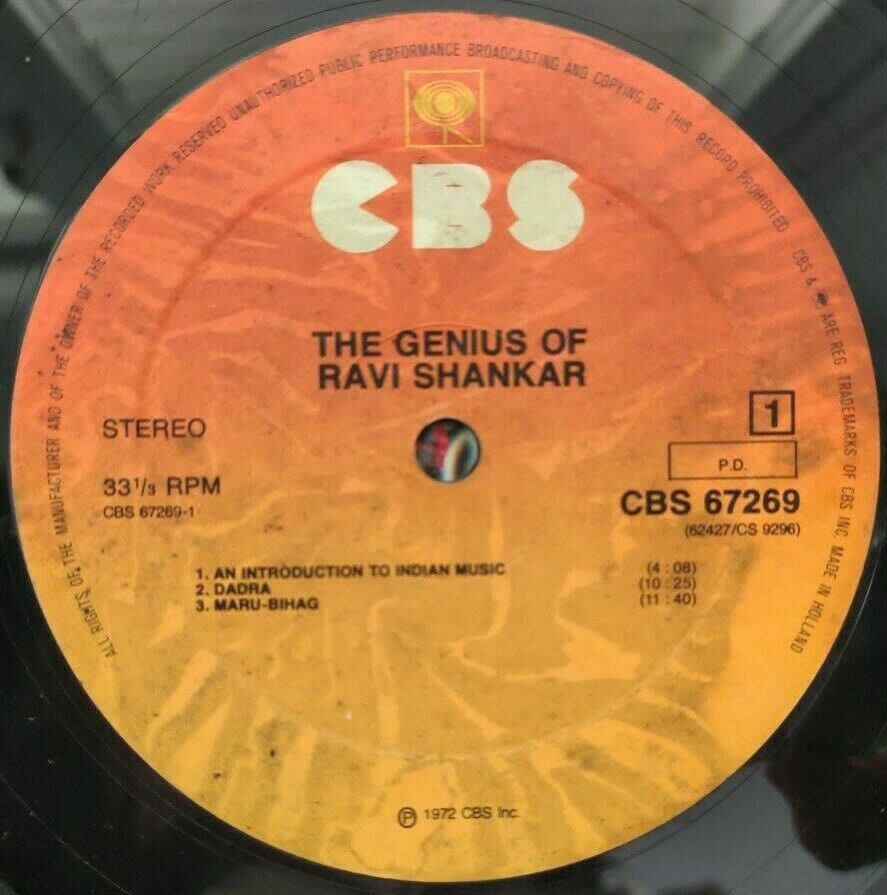 ALL RIGHTS OF THE MANUFACTURER AND OF THE OWNER OF THE RECORDED WORK RESERVED UNAUTHORIZED PUBLIC PERFORMANCE BROADCASTING AND COPYING OF THIS RECORD PROHIBITED CBS & ARE REG TRADEMARKS OF CBS INC MADE IN HOLLAND
CBS
THE GENIUS OF
RAVI SHANKAR
STEREO
1
P.D.
33 1/3 RPM
CBS 67269
CBS 67269-1
(62427/CS 9296)
1. AN INTRODUCTION TO INDIAN MUSIC (4 : 08)
2. DADRA (10 : 25)
3. MARU-BIHAG (11 : 40)
℗ 1972 CBS Inc.